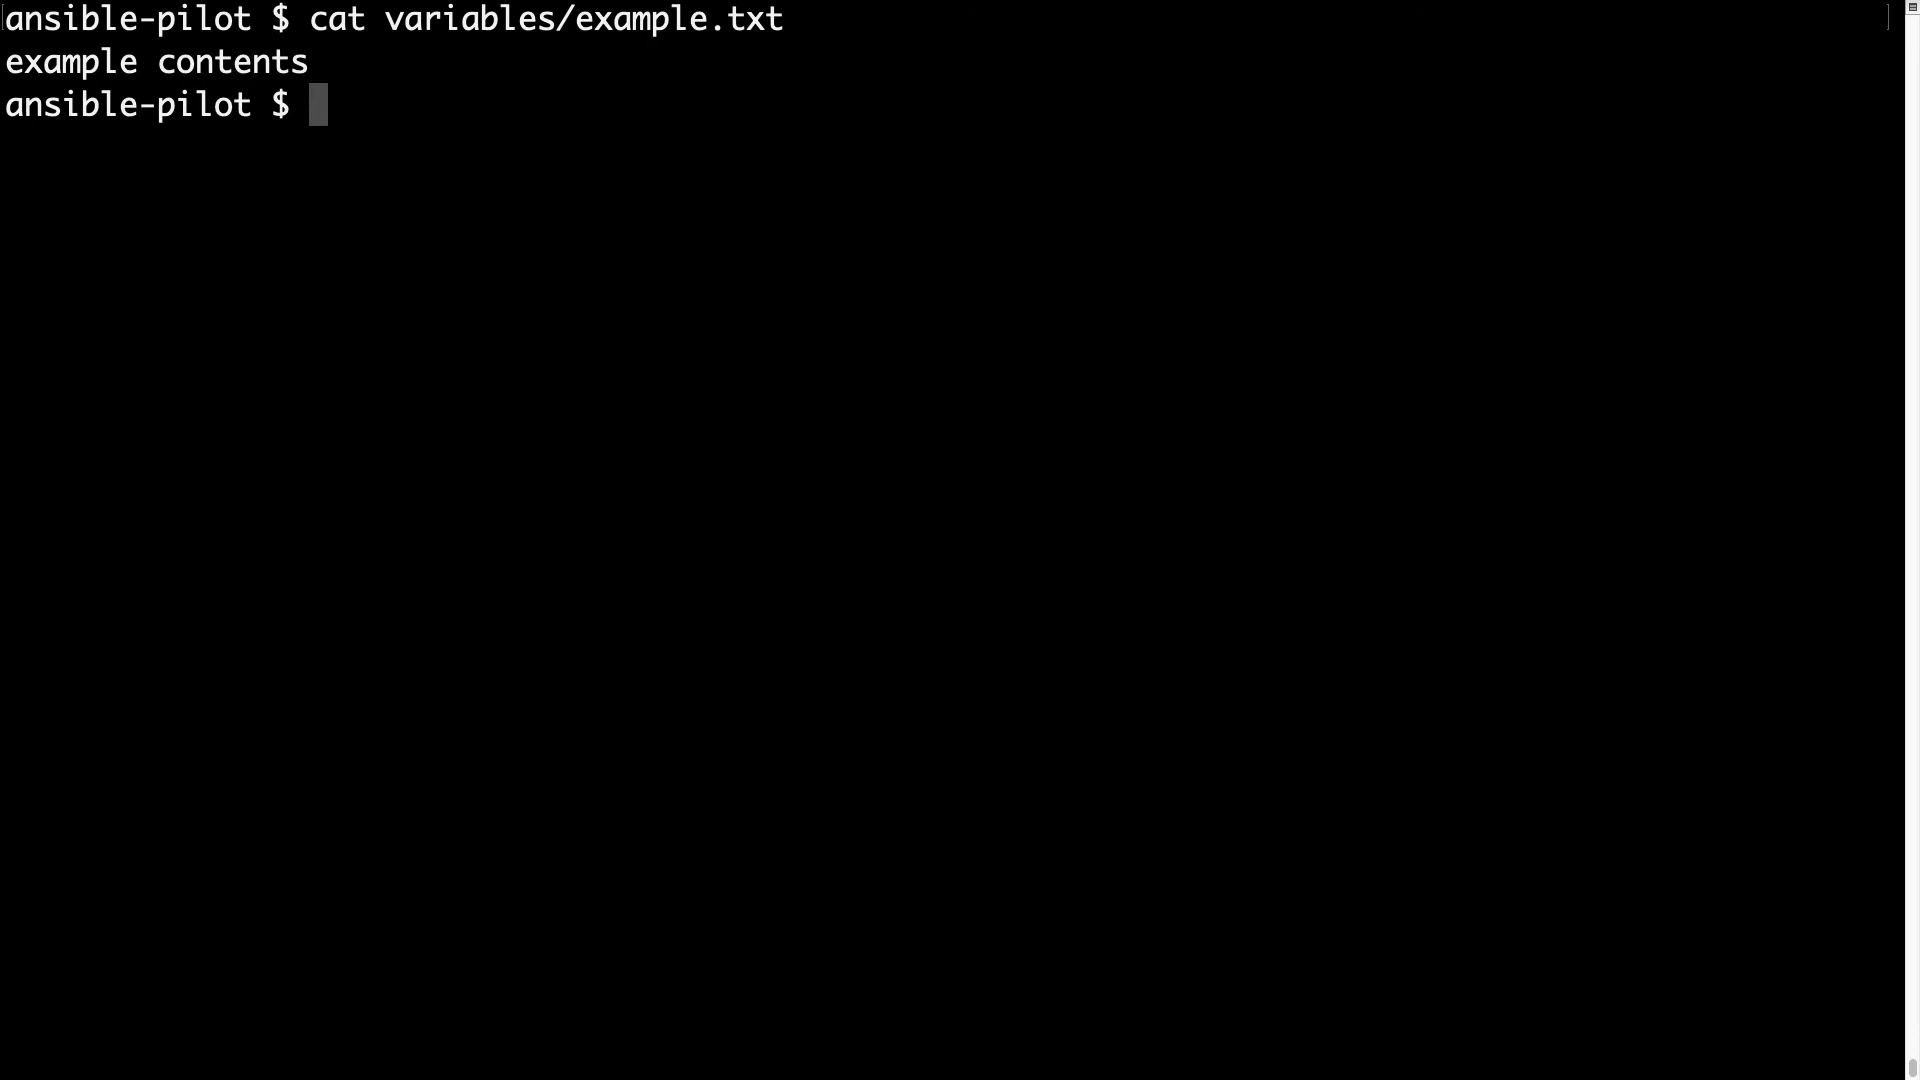 ansible-pilot $ cat variables/example.txt
example contents
ansible-pilot $